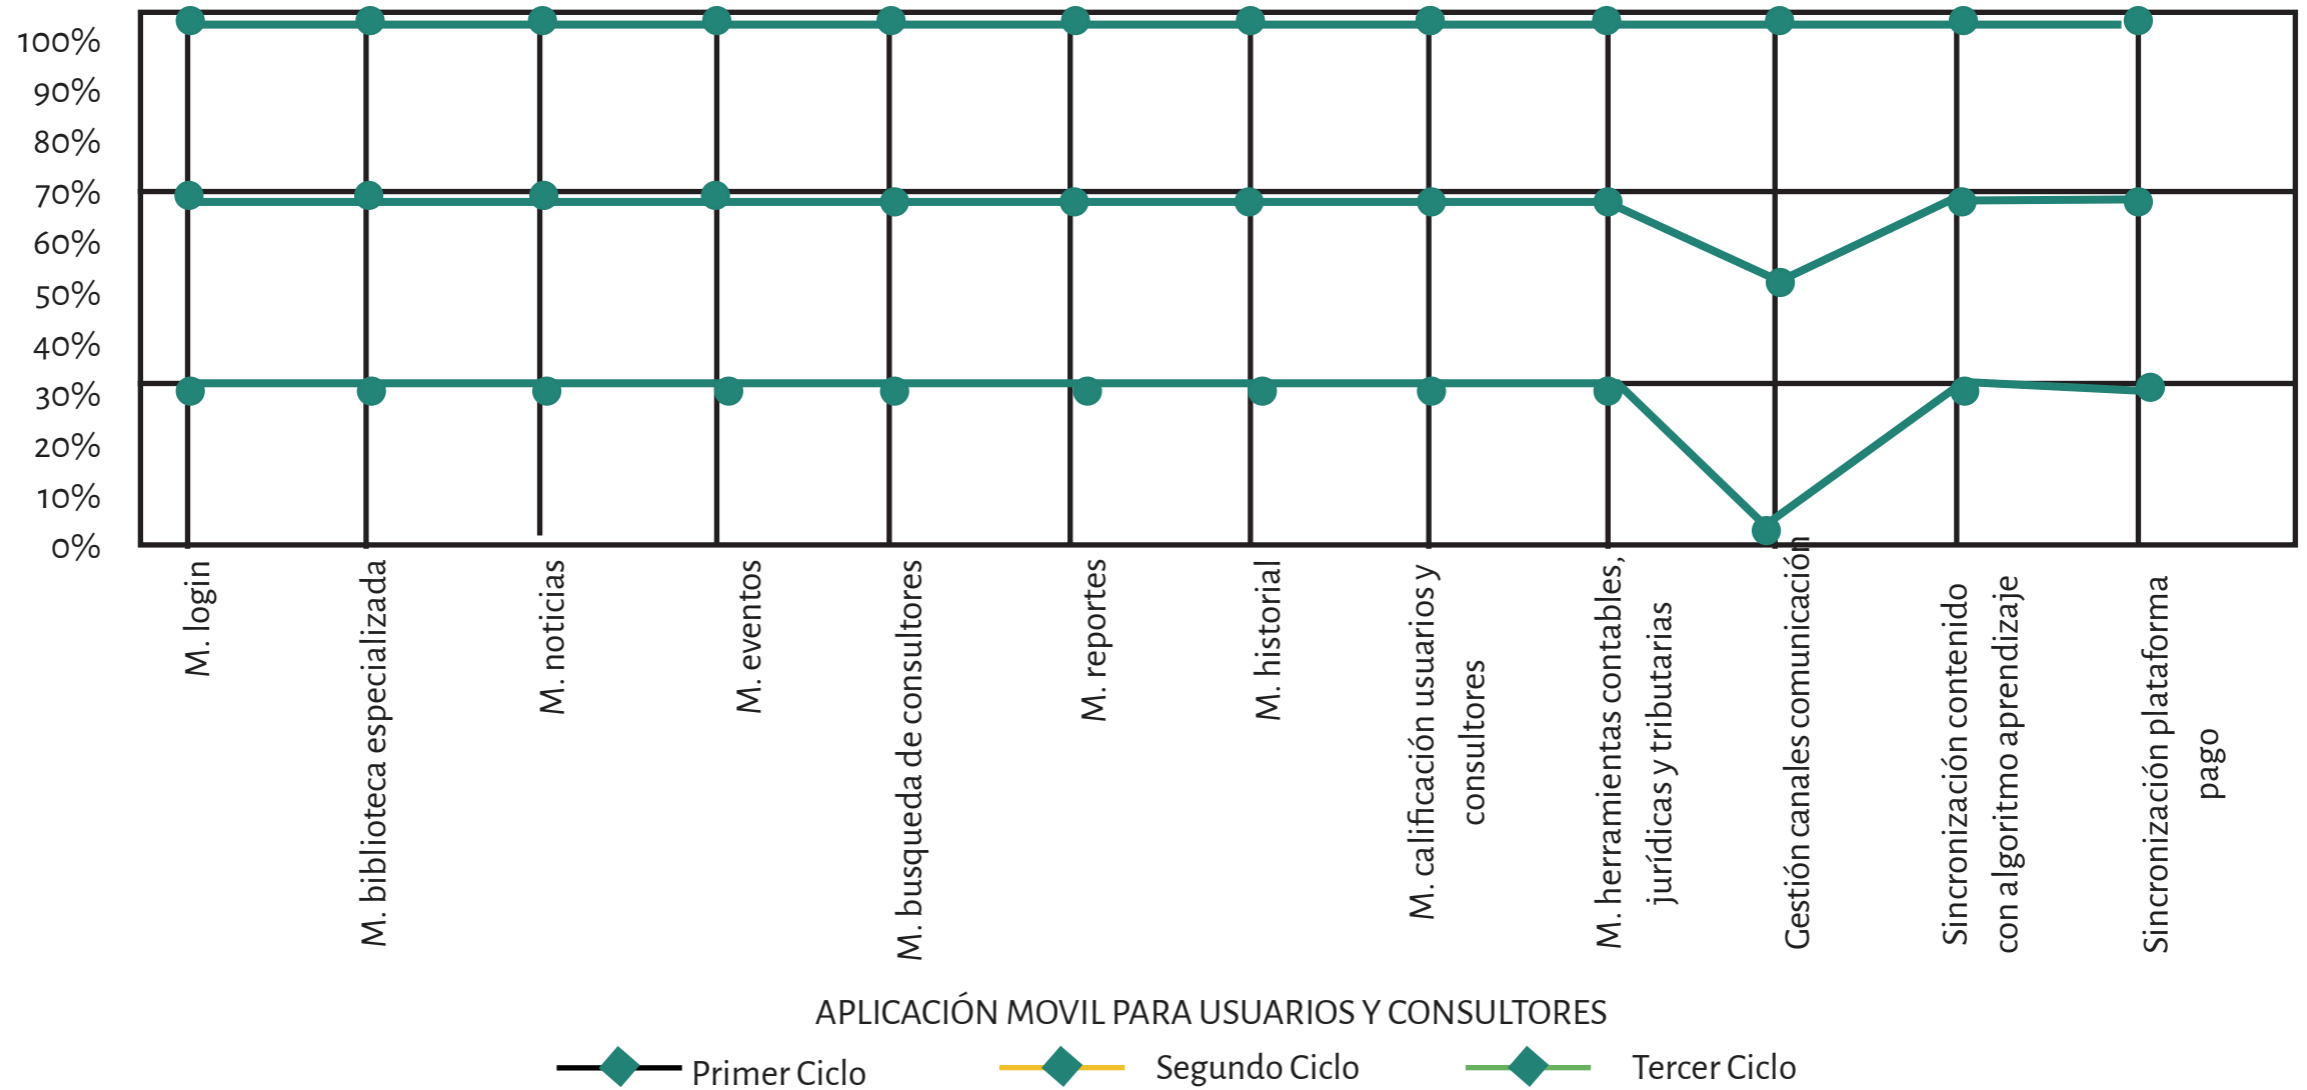 100%
90%
80%
70%
60%
50%
40%
30%
20%
10%
0%
M. login
M. biblioteca especializada
M. noticias
M. eventos
M. busqueda de consultores
M. reportes
M. historial
M. calificación usuarios y
consultores
M. herramientas contables,
jurídicas y tributarias
Gestión canales comunicación
Sincronización contenido
con algoritmo aprendizaje
Sincronización plataforma
pago
APLICACIÓN MOVIL PARA USUARIOS Y CONSULTORES
Primer Ciclo
Segundo Ciclo
Tercer Ciclo